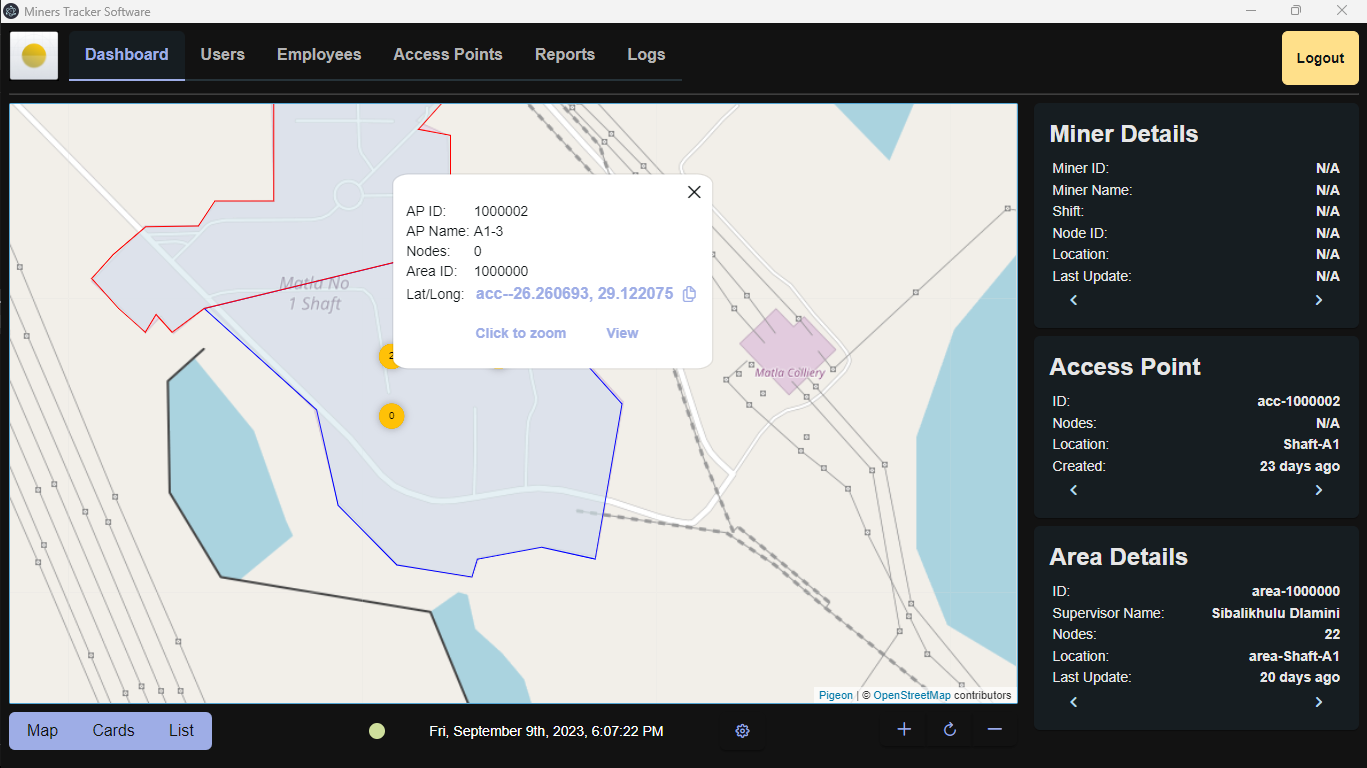 Miners Tracker Software
Dashboard Users Employees Access Points Reports Logs
Logout
Matla No
1 Shaft
AP ID: 1000002
AP Name: A1-3
Nodes: 0
Area ID: 1000000
Lat/Long: acc--26.260693, 29.122075
Click to zoom View
2
0
Matla Colliery
Pigeon | © OpenStreetMap contributors
Miner Details
Miner ID: N/A
Miner Name: N/A
Shift: N/A
Node ID: N/A
Location: N/A
Last Update: N/A
Access Point
ID: acc-1000002
Nodes: N/A
Location: Shaft-A1
Created: 23 days ago
Area Details
ID: area-1000000
Supervisor Name: Sibalikhulu Dlamini
Nodes: 22
Location: area-Shaft-A1
Last Update: 20 days ago
Map Cards List
Fri, September 9th, 2023, 6:07:22 PM